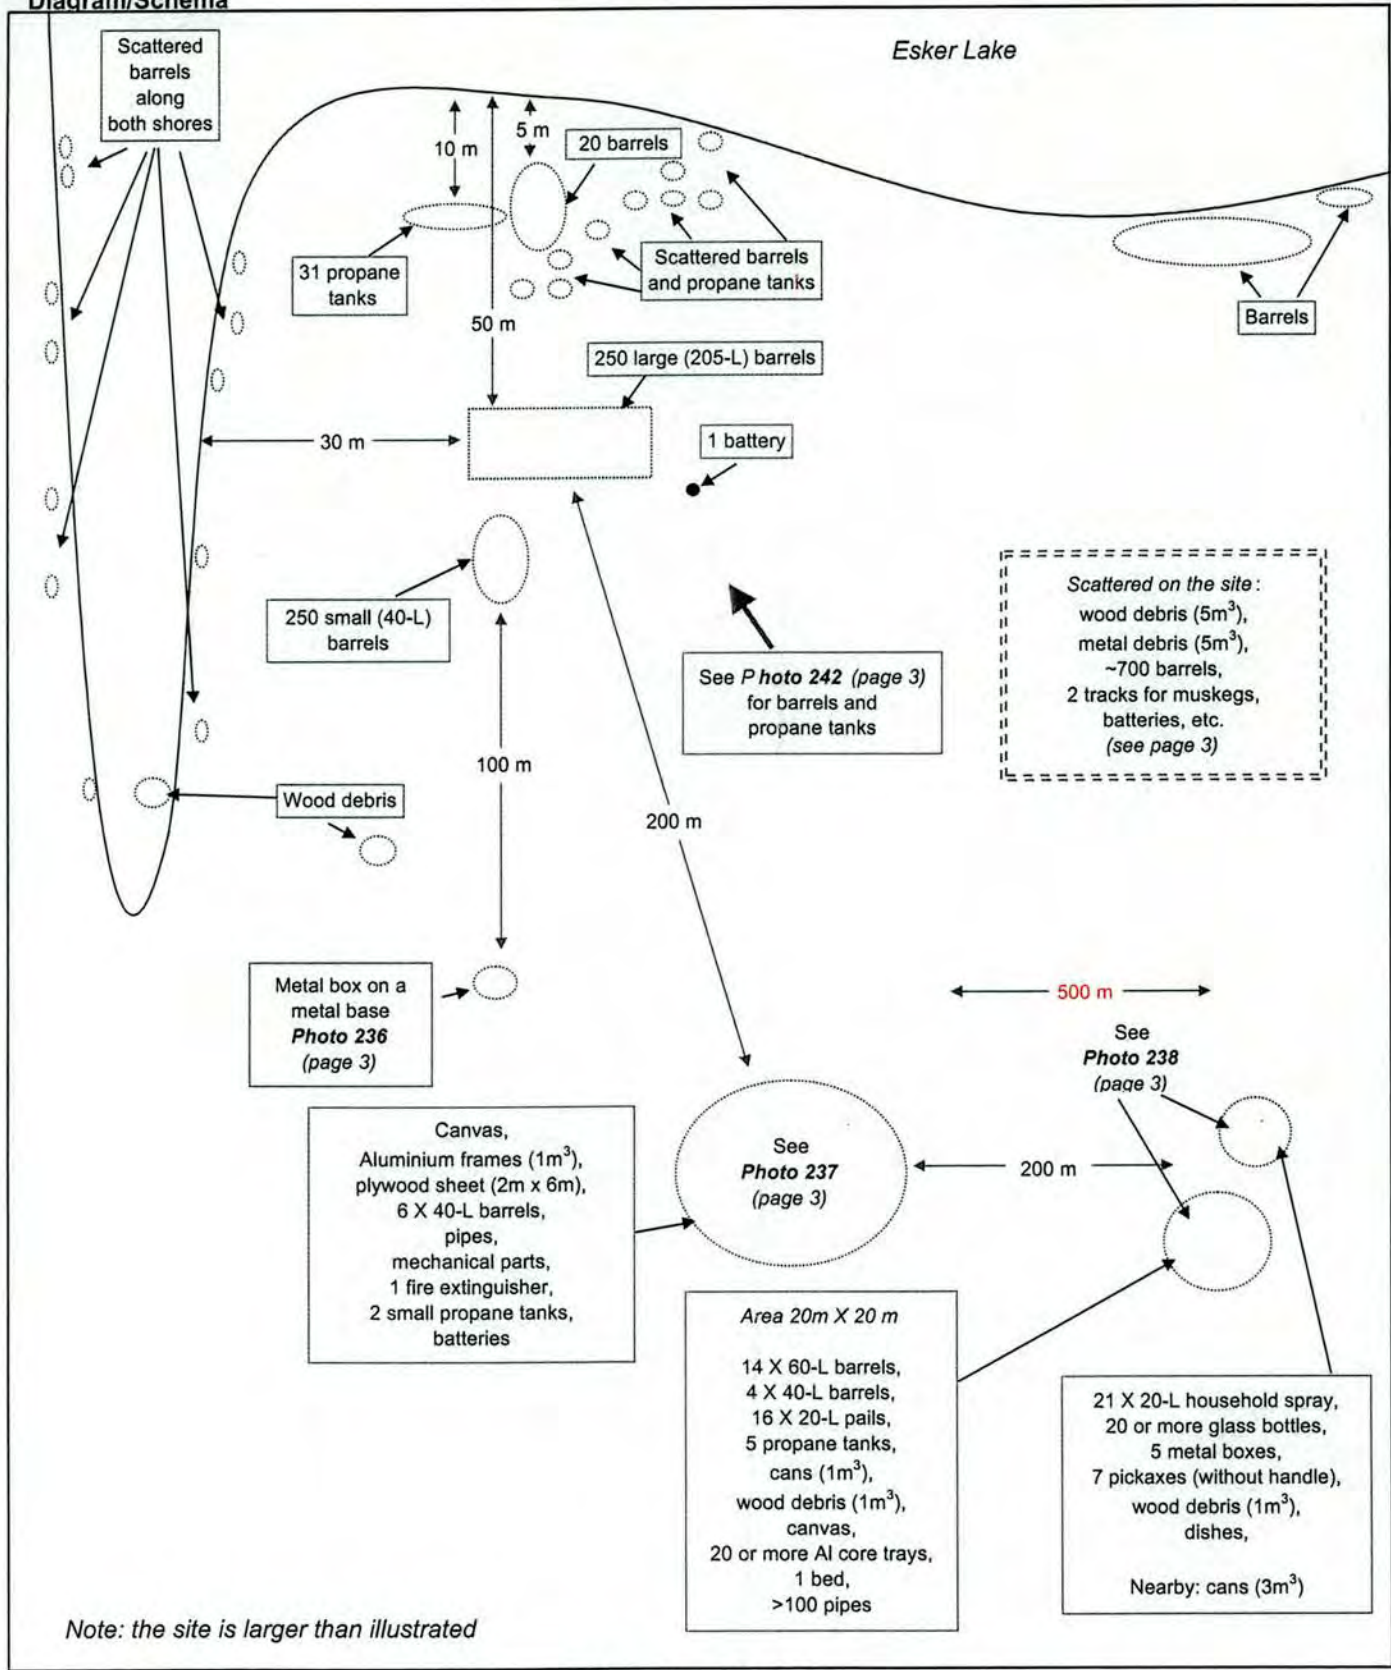 Diagram/Schema
Esker Lake
Scattered
barrels
along
both shores
10 m
5 m
20 barrels
31 propane
tanks
Scattered barrels
and propane tanks
Barrels
50 m
250 large (205-L) barrels
30 m
1 battery
250 small (40-L)
barrels
See Photo 242 (page 3)
for barrels and
propane tanks
Scattered on the site:
wood debris (5m³),
metal debris (5m³),
~700 barrels,
2 tracks for muskegs,
batteries, etc.
(see page 3)
100 m
Wood debris
200 m
Metal box on a
metal base
Photo 236
(page 3)
500 m
See
Photo 238
(page 3)
Canvas,
Aluminium frames (1m³),
plywood sheet (2m x 6m),
6 X 40-L barrels,
pipes,
mechanical parts,
1 fire extinguisher,
2 small propane tanks,
batteries
See
Photo 237
(page 3)
200 m
Area 20m X 20 m
14 X 60-L barrels,
4 X 40-L barrels,
16 X 20-L pails,
5 propane tanks,
cans (1m³),
wood debris (1m³),
canvas,
20 or more Al core trays,
1 bed,
>100 pipes
21 X 20-L household spray,
20 or more glass bottles,
5 metal boxes,
7 pickaxes (without handle),
wood debris (1m³),
dishes,
Nearby: cans (3m³)
Note: the site is larger than illustrated